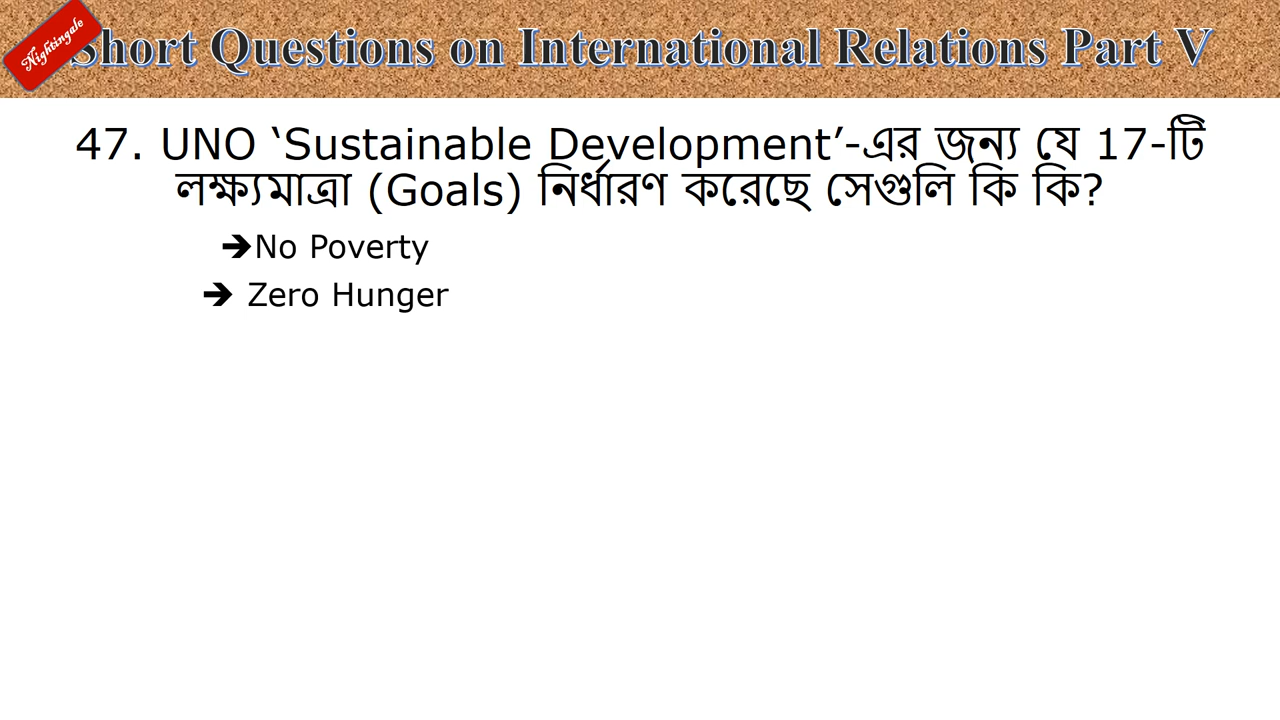 Nightingale
Short Questions on International Relations Part V
47. UNO ‘Sustainable Development’-এর জন্য যে 17-টি
লক্ষ্যমাত্রা (Goals) নির্ধারণ করেছে সেগুলি কি কি?
➔No Poverty
➔ Zero Hunger